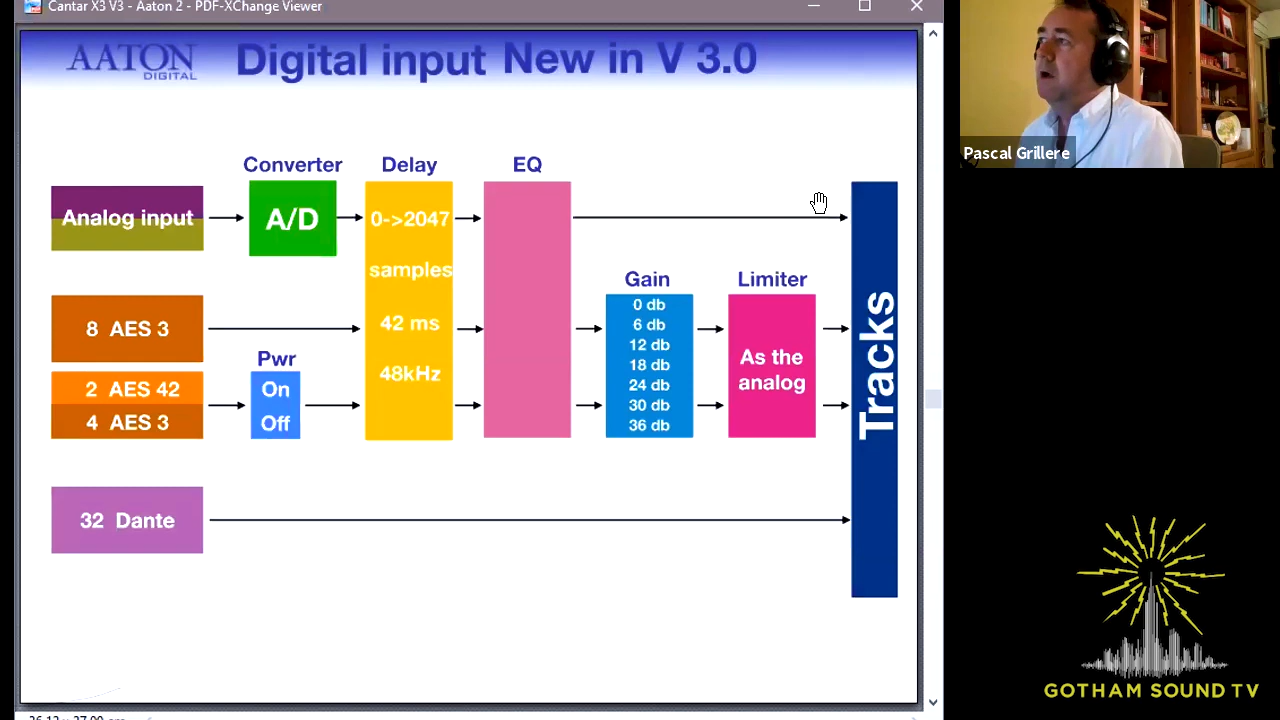 Cantar X3 V3 - Aaton 2 - PDF-XChange Viewer
AATON
DIGITAL
Digital input New in V 3.0
Pascal Grillere
Converter
Delay
EQ
Analog input
A/D
0->2047
samples
42 ms
48kHz
Gain
Limiter
8 AES 3
0 db
6 db
12 db
18 db
24 db
30 db
36 db
As the
analog
Tracks
Pwr
2 AES 42
4 AES 3
On
Off
32 Dante
GOTHAM SOUND TV